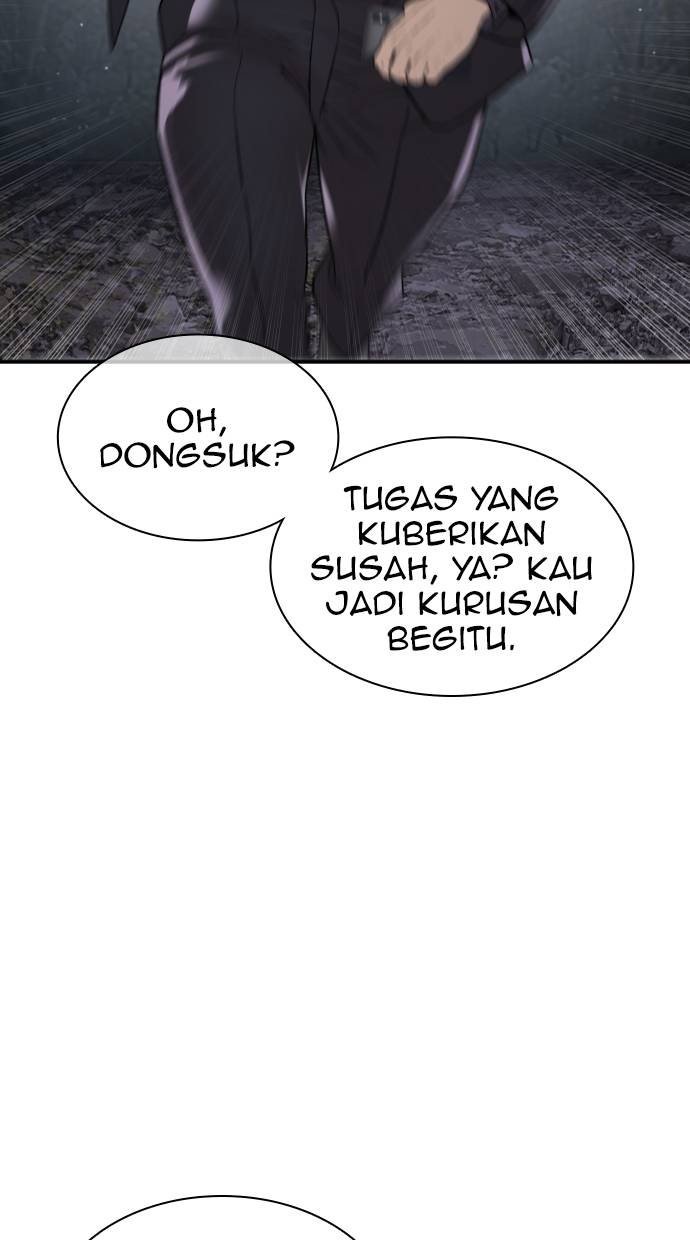 OH,
DONGSUK?
TUGAS YANG
KUBERIKAN
SUSAH, YA? KAU
JADI KURUSAN
BEGITU.